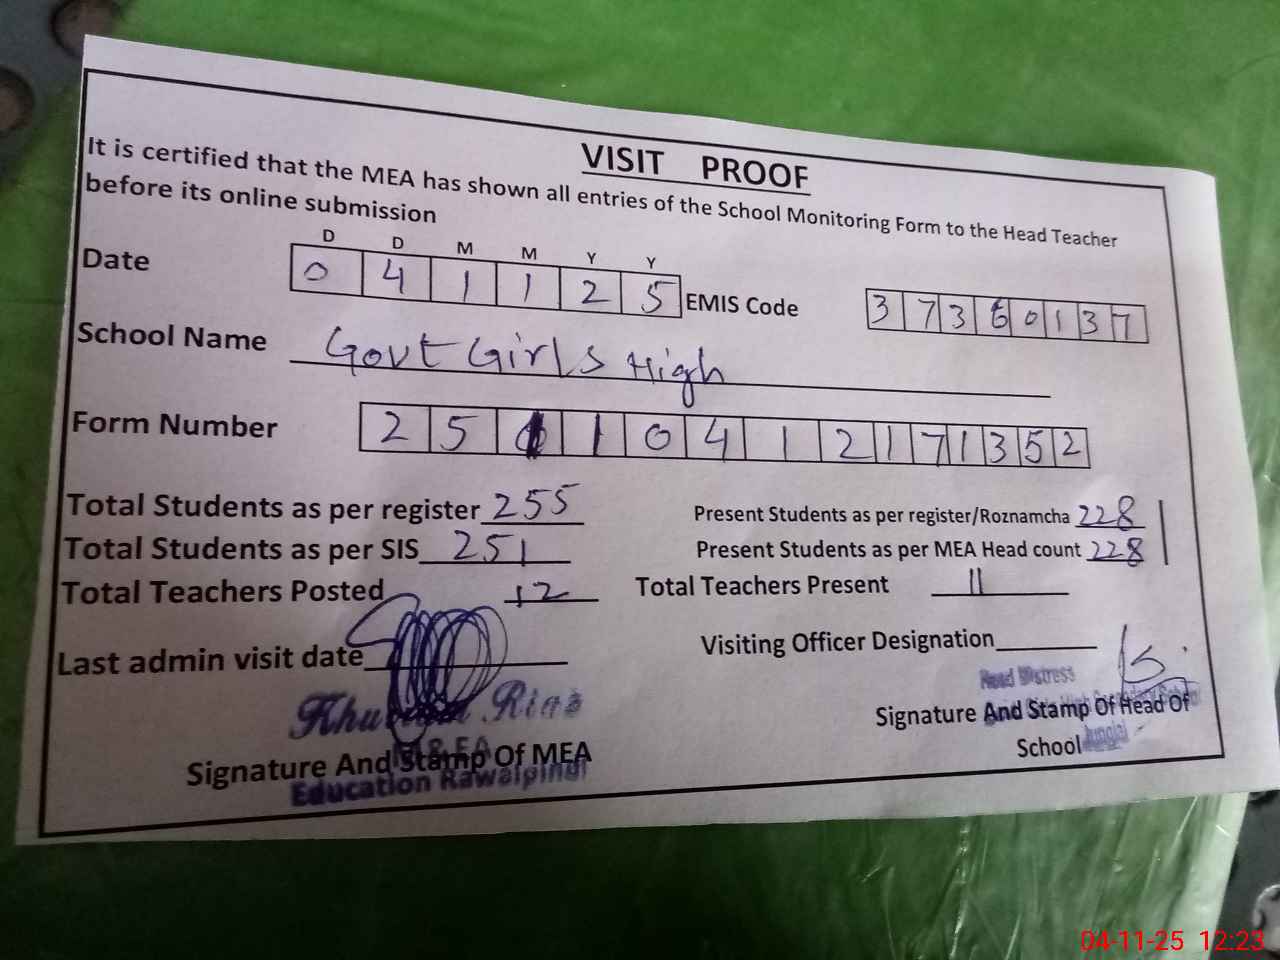 VISIT PROOF
It is certified that the MEA has shown all entries of the School Monitoring Form to the Head Teacher
before its online submission
D D M M Y Y
Date 0 4 1 1 2 5 EMIS Code 3 7 3 6 0 1 3 7
School Name Govt Girls High
Form Number 2 5 1 1 0 4 1 2 1 7 1 3 5 2
Total Students as per register 255 Present Students as per register/Roznamcha 228
Total Students as per SIS 251 Present Students as per MEA Head count 228
Total Teachers Posted 12 Total Teachers Present 11
Last admin visit date Visiting Officer Designation
Riaz
Head Mistress
Signature And Stamp Of MEA Signature And Stamp Of Head Of
School
Education Rawalpindi
04-11-25 12:23